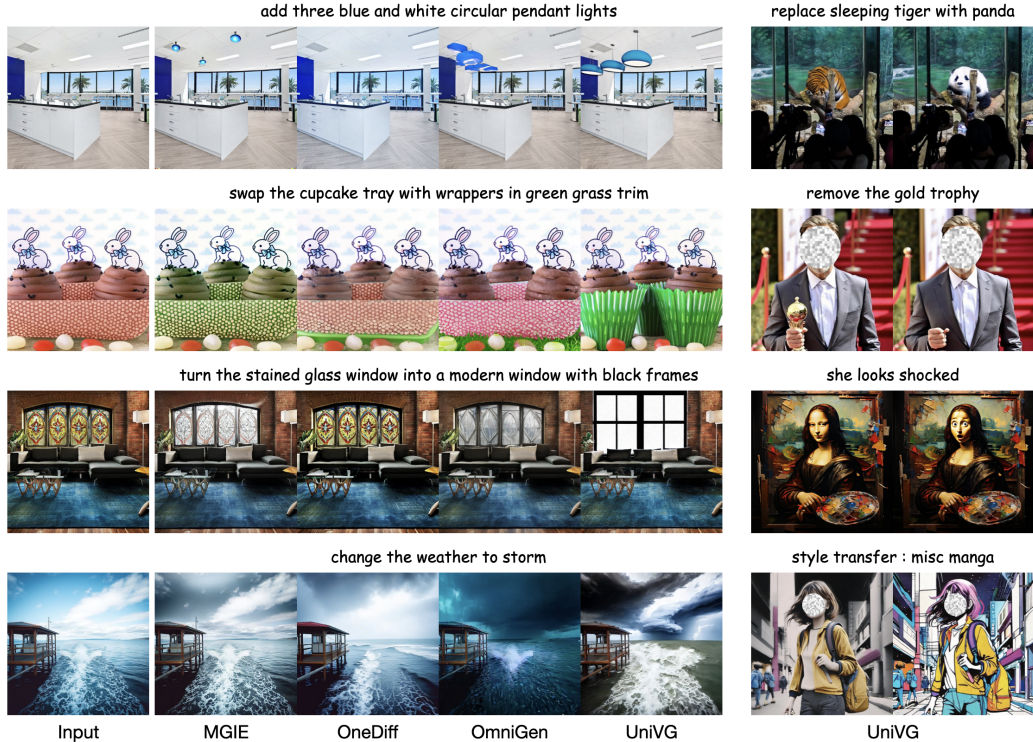 add three blue and white circular pendant lights
replace sleeping tiger with panda
swap the cupcake tray with wrappers in green grass trim
remove the gold trophy
turn the stained glass window into a modern window with black frames
she looks shocked
change the weather to storm
style transfer : misc manga
Input
MGIE
OneDiff
OmniGen
UniVG
UniVG